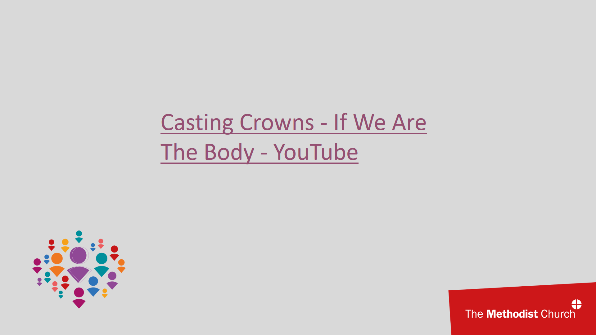 Casting Crowns - If We Are
The Body - YouTube
The Methodist Church